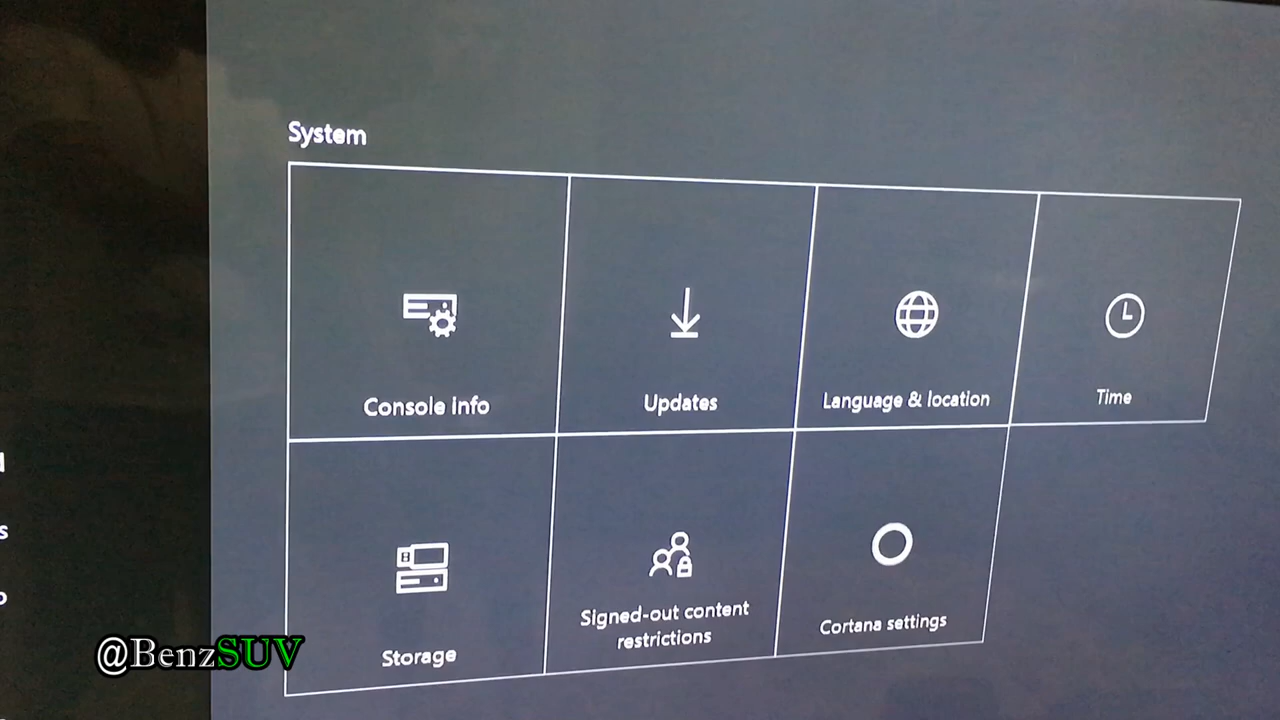 System
Console info
Updates
Language & location
Time
Storage
Signed-out content
restrictions
Cortana settings
@BenzSUV